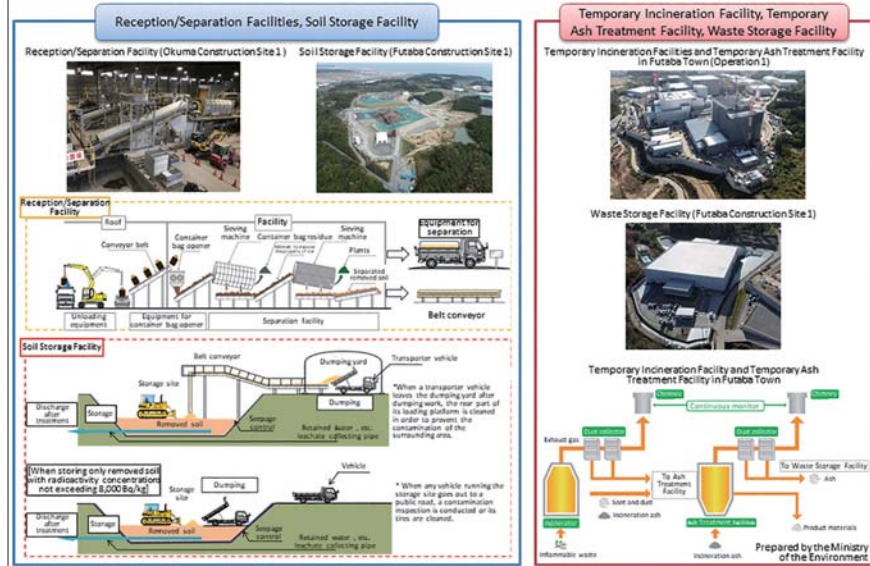 Reception/Separation Facilities, Soil Storage Facility
Reception/Separation Facility (Okuma Construction Site 1)
Soil Storage Facility (Futaba Construction Site 1)
Reception/Separation
Facility
Roof
Facility
Conveyor belt
Container
bag opener
Sieving
machine
Container bag residue
Sieving
machine
Plants
Separated
removed soil
Equipment for
separation
Belt conveyor
Unloading
equipment
Equipment for
container bag opener
Separation facility
Soil Storage Facility
Belt conveyor
Dumping yard
Transporter vehicle
Storage site
Dumping
Discharge after
treatment
Storage
Removed soil
Seepage
control
Retained water, etc.
leachate collecting pipe
*When a transporter vehicle
leaves the dumping yard after
dumping work, the rear part of
its loading platform is cleaned
in order to prevent the
contamination of the
surrounding area.
[When storing only removed soil
with radioactivity concentrations
not exceeding 8,000 Bq/kg]
Storage
site
Dumping
Vehicle
Discharge after
treatment
Storage
Removed soil
Seepage
control
Retained water, etc.
leachate collecting pipe
* When any vehicle running the
storage site goes out to a
public road, a contamination
inspection is conducted or its
tires are cleaned.
Temporary Incineration Facility, Temporary
Ash Treatment Facility, Waste Storage Facility
Temporary Incineration Facilities and Temporary Ash Treatment Facility
in Futaba Town (Operation 1)
Waste Storage Facility (Futaba Construction Site 1)
Temporary Incineration Facility and Temporary Ash
Treatment Facility in Futaba Town
Chimney
Continuous monitor
Chimney
Dust collector
Dust collector
Exhaust gas
To Ash
Treatment
Facility
To Waste Storage Facility
Ash
Soot and dust
Incineration ash
Incinerator
Ash Treatment Facilities
Product materials
Inflammable waste
Incineration ash
Prepared by the Ministry
of the Environment